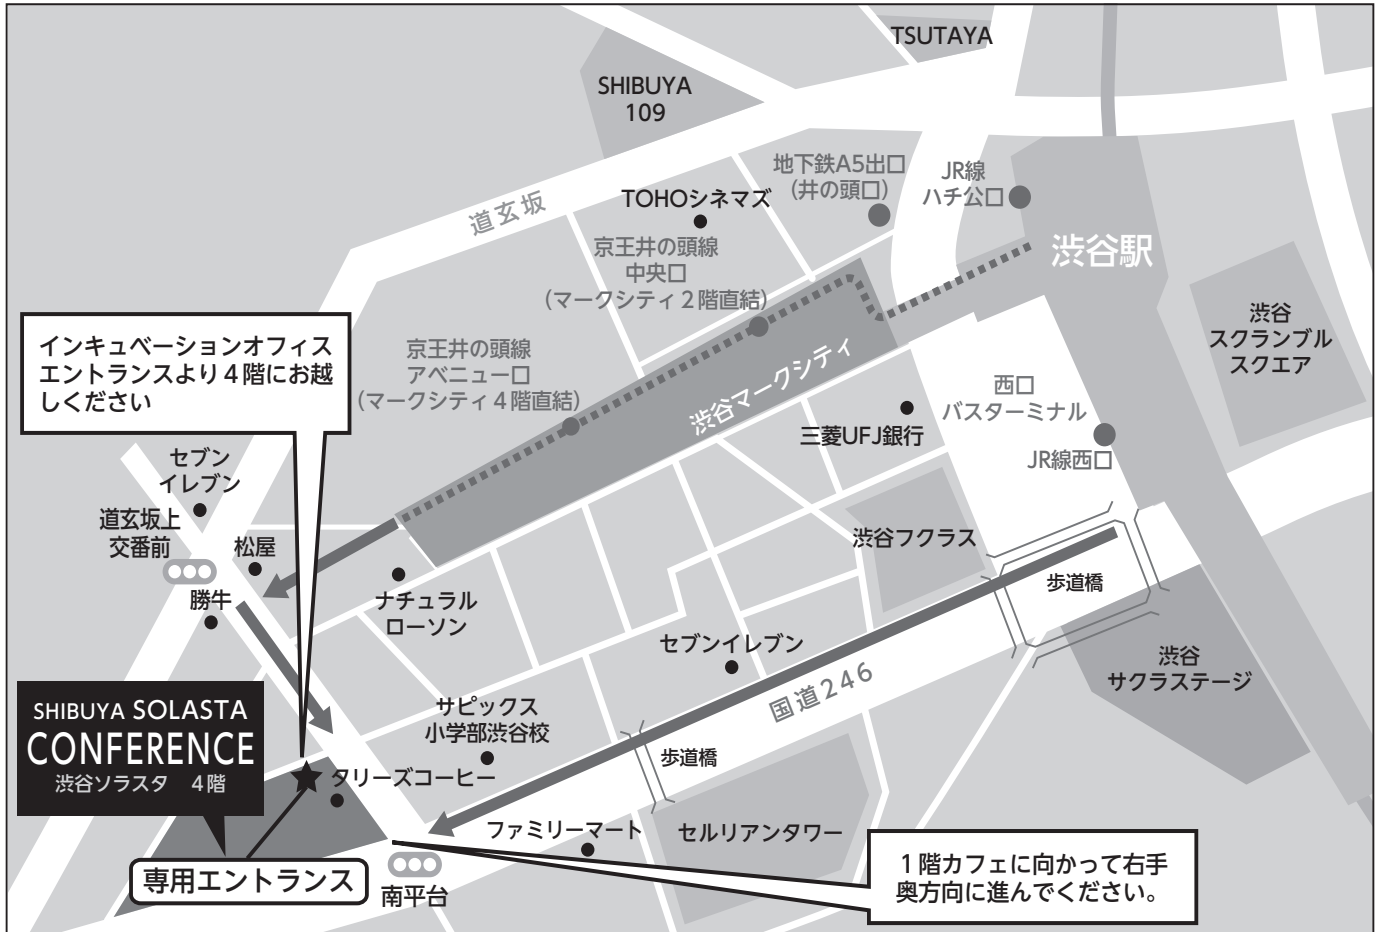 TSUTAYA
SHIBUYA
109
地下鉄A5出口
（井の頭口）
JR線
ハチ公口
TOHOシネマズ
道玄坂
京王井の頭線
中央口
（マークシティ２階直結）
渋谷駅
渋谷
スクランブル
スクエア
インキュベーションオフィス
エントランスより４階にお越
しください
京王井の頭線
アベニュー口
（マークシティ４階直結）
渋谷マークシティ
西口
バスターミナル
三菱UFJ銀行
JR線西口
セブン
イレブン
道玄坂上
交番前
松屋
渋谷フクラス
勝牛
ナチュラル
ローソン
歩道橋
セブンイレブン
国道246
渋谷
サクラステージ
SHIBUYA SOLASTA
CONFERENCE
渋谷ソラスタ　４階
サピックス
小学部渋谷校
歩道橋
タリーズコーヒー
ファミリーマート
セルリアンタワー
専用エントランス
南平台
１階カフェに向かって右手
奥方向に進んでください。